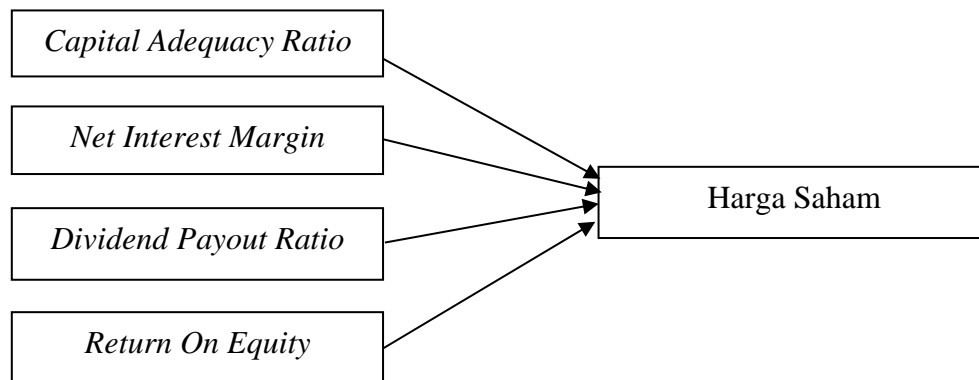 Capital Adequacy Ratio
Net Interest Margin
Harga Saham
Dividend Payout Ratio
Return On Equity